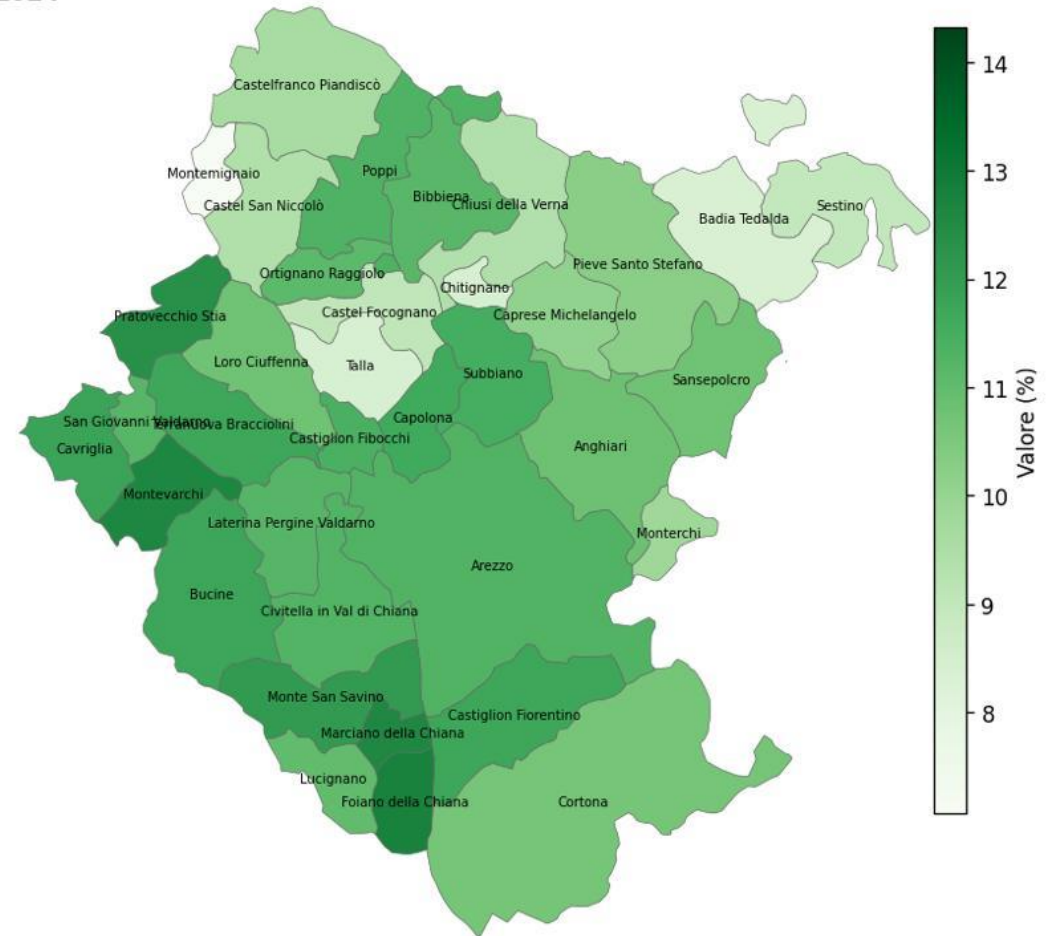 14
Castelfranco Piandiscò
13
Montemignaio
Poppi
Bibbiena
Castel San Niccolò
Chiusi della Verna
Sestino
Badia Tedalda
Ortignano Raggiolo
Pieve Santo Stefano
12
Chitignano
Pratovecchio Stia
Castel Focognano
Caprese Michelangelo
Loro Ciuffenna
Talla
Subbiano
Sansepolcro
11
Valore (%)
San Giovanni Valdarno
Terranuova Bracciolini
Capolona
Castiglion Fibocchi
Cavriglia
Anghiari
Montevarchi
10
Laterina Pergine Valdarno
Monterchi
Arezzo
Bucine
Civitella in Val di Chiana
9
Monte San Savino
Castiglion Fiorentino
8
Marciano della Chiana
Lucignano
Foiano della Chiana
Cortona